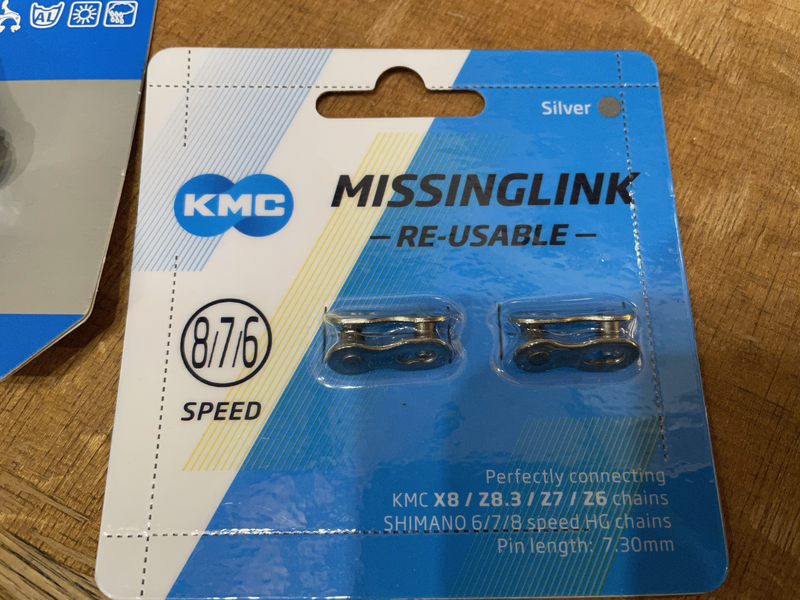 AL
Silver
KMC
MISSINGLINK
– RE-USABLE –
8/7/6
SPEED
Perfectly connecting
KMC X8 / Z8.3 / Z7 / Z6 chains
SHIMANO 6/7/8 speed HG chains
Pin length: 7.30mm